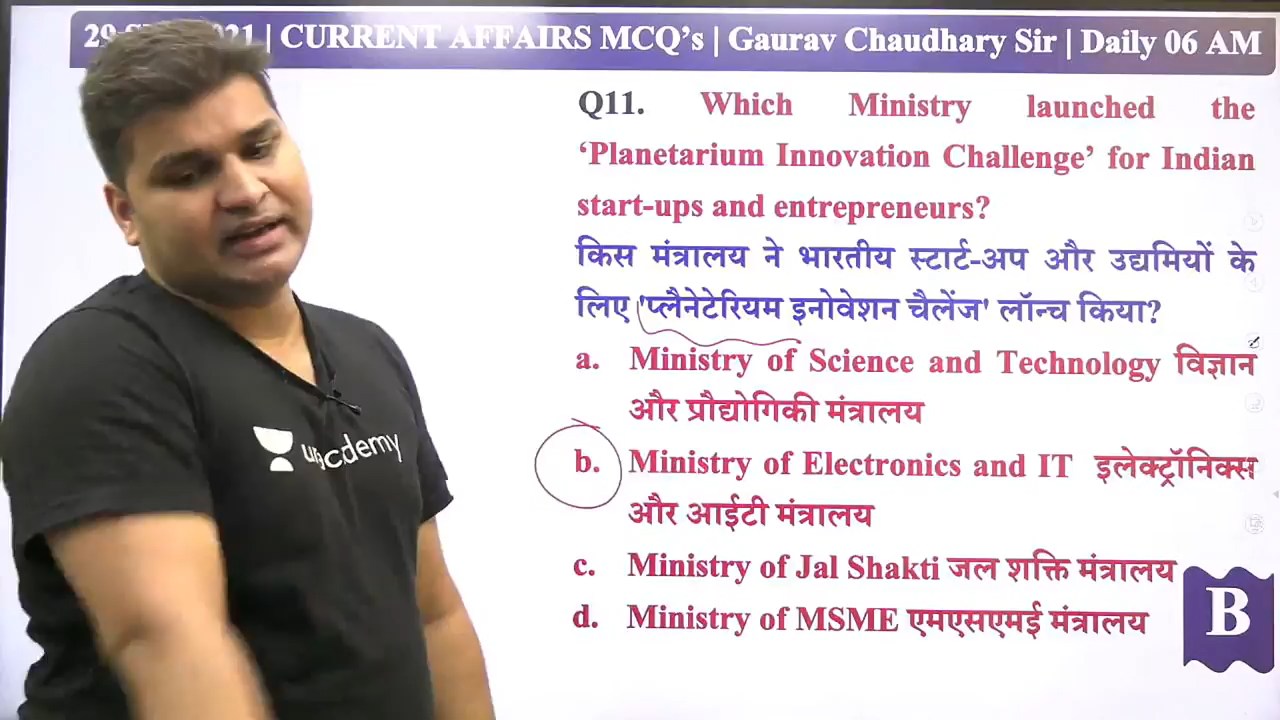 29 2021 | CURRENT AFFAIRS MCQ's | Gaurav Chaudhary Sir | Daily 06 AM
Q11. Which Ministry launched the
‘Planetarium Innovation Challenge’ for Indian
start-ups and entrepreneurs?
किस मंत्रालय ने भारतीय स्टार्ट-अप और उद्यमियों के
लिए 'प्लैनेटेरियम इनोवेशन चैलेंज' लॉन्च किया?
a. Ministry of Science and Technology विज्ञान
और प्रौद्योगिकी मंत्रालय
b. Ministry of Electronics and IT इलेक्ट्रॉनिक्स
और आईटी मंत्रालय
c. Ministry of Jal Shakti जल शक्ति मंत्रालय
d. Ministry of MSME एमएसएमई मंत्रालय
B
unacademy